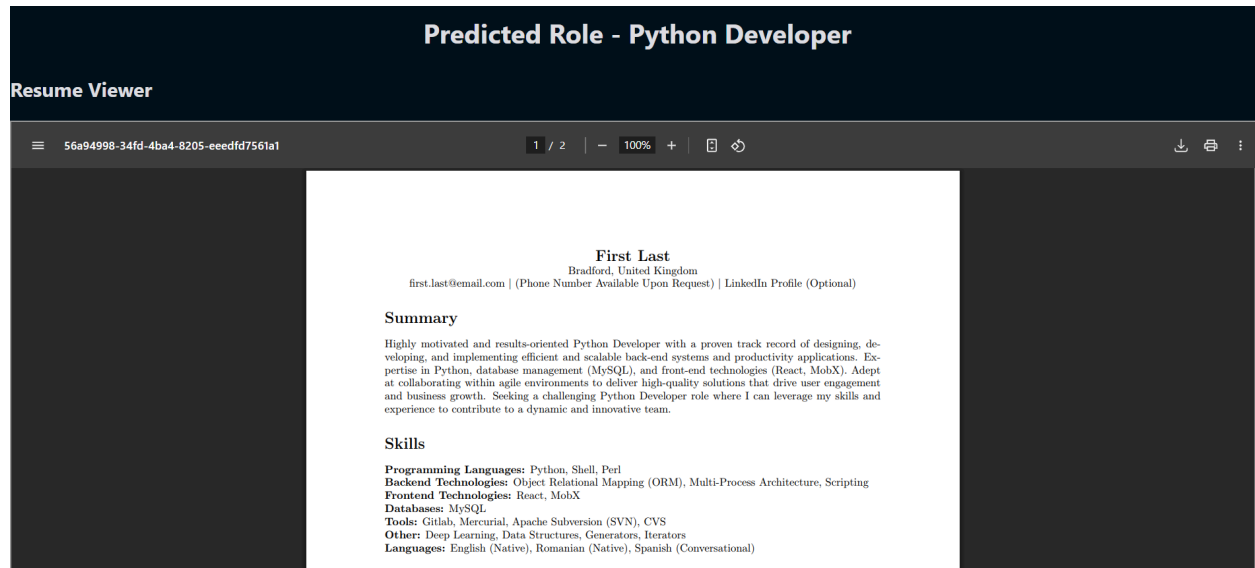 Predicted Role - Python Developer
Resume Viewer
56a94998-34fd-4ba4-8205-eeedfd7561a1
1 / 2
100%
First Last
Bradford, United Kingdom
first.last@email.com | (Phone Number Available Upon Request) | LinkedIn Profile (Optional)
Summary
Highly motivated and results-oriented Python Developer with a proven track record of designing, de-
veloping, and implementing efficient and scalable back-end systems and productivity applications. Ex-
pertise in Python, database management (MySQL), and front-end technologies (React, MobX). Adept
at collaborating within agile environments to deliver high-quality solutions that drive user engagement
and business growth. Seeking a challenging Python Developer role where I can leverage my skills and
experience to contribute to a dynamic and innovative team.
Skills
Programming Languages: Python, Shell, Perl
Backend Technologies: Object Relational Mapping (ORM), Multi-Process Architecture, Scripting
Frontend Technologies: React, MobX
Databases: MySQL
Tools: Gitlab, Mercurial, Apache Subversion (SVN), CVS
Other: Deep Learning, Data Structures, Generators, Iterators
Languages: English (Native), Romanian (Native), Spanish (Conversational)